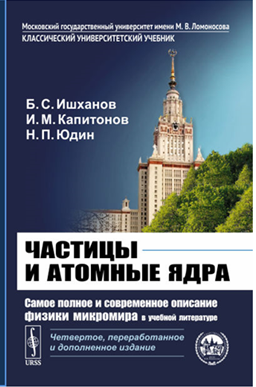 Московский государственный университет имени М. В. Ломоносова
КЛАССИЧЕСКИЙ УНИВЕРСИТЕТСКИЙ УЧЕБНИК
Б. С. Ишханов
И. М. Капитонов
Н. П. Юдин
ЧАСТИЦЫ
И АТОМНЫЕ ЯДРА
Самое полное и современное описание
физики микромира в учебной литературе
Четвертое, переработанное
и дополненное издание
URSS